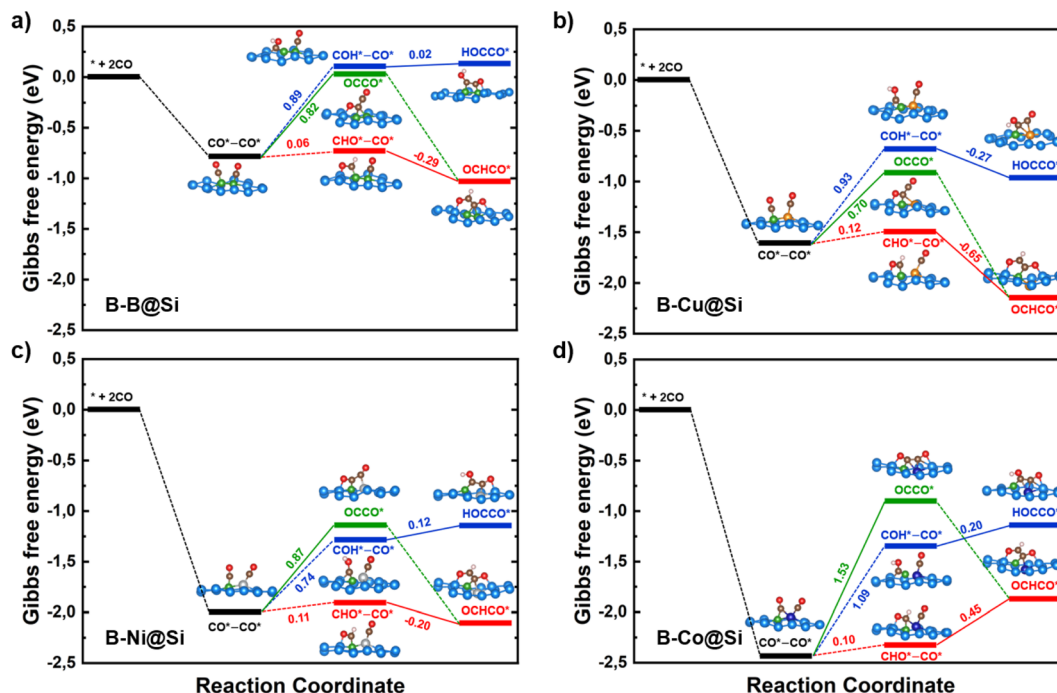 a)
Gibbs free energy (eV)
0,5
0,0
-0,5
-1,0
-1,5
-2,0
-2,5
* + 2CO
CO*–CO*
0.89
0.82
0.06
COH*–CO*
OCCO*
CHO*–CO*
0.02
-0.29
HOCCO*
OCHCO*
B-B@Si
b)
Gibbs free energy (eV)
0,5
0,0
-0,5
-1,0
-1,5
-2,0
-2,5
* + 2CO
CO*–CO*
0.93
0.70
0.12
COH*–CO*
OCCO*
CHO*–CO*
-0.27
-0.65
HOCCO*
OCHCO*
B-Cu@Si
c)
Gibbs free energy (eV)
0,5
0,0
-0,5
-1,0
-1,5
-2,0
-2,5
* + 2CO
CO*–CO*
0.87
0.74
0.11
OCCO*
COH*–CO*
CHO*–CO*
0.12
-0.20
HOCCO*
OCHCO*
B-Ni@Si
d)
Gibbs free energy (eV)
0,5
0,0
-0,5
-1,0
-1,5
-2,0
-2,5
* + 2CO
CO*–CO*
1.53
1.09
0.10
OCCO*
COH*–CO*
CHO*–CO*
0.20
0.45
HOCCO*
OCHCO*
B-Co@Si
Reaction Coordinate
Reaction Coordinate